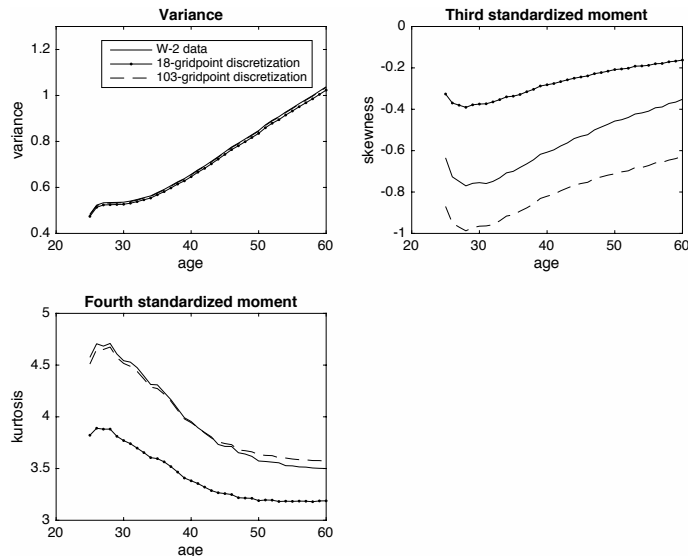 Variance
1.2
1
0.8
0.6
0.4
variance
W-2 data
18-gridpoint discretization
103-gridpoint discretization
20 30 40 50 60
age
Third standardized moment
0
-0.2
-0.4
-0.6
-0.8
-1
skewness
20 30 40 50 60
age
Fourth standardized moment
5
4.5
4
3.5
3
kurtosis
20 30 40 50 60
age